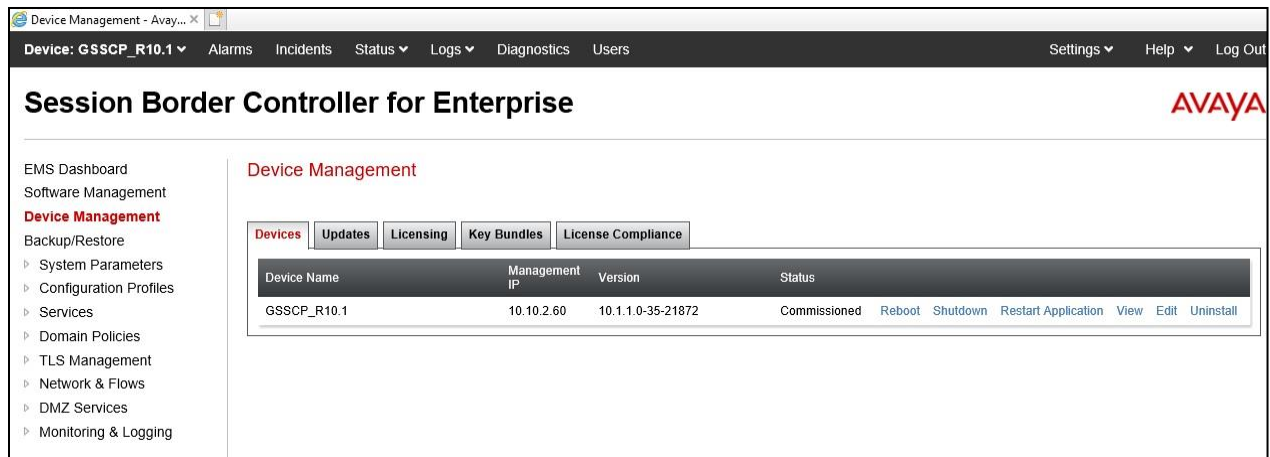 Device Management - Avay...
Device: GSSCP_R10.1 Alarms Incidents Status Logs Diagnostics Users Settings Help Log Out
Session Border Controller for Enterprise
AVAYA
EMS Dashboard
Software Management
Device Management
Backup/Restore
System Parameters
Configuration Profiles
Services
Domain Policies
TLS Management
Network & Flows
DMZ Services
Monitoring & Logging
Device Management
Devices Updates Licensing Key Bundles License Compliance
Device Name Management IP Version Status
GSSCP_R10.1 10.10.2.60 10.1.1.0-35-21872 Commissioned Reboot Shutdown Restart Application View Edit Uninstall